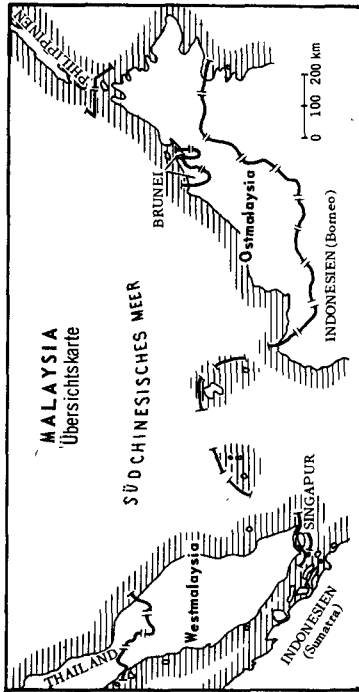 MALAYSIA
Übersichtskarte
SÜDCHINESISCHES MEER
THAILAND
Westmalaysia
INDONESIEN
(Sumatra)
SINGAPUR
PHILIPPINEN
BRUNEI
Ostmalaysia
INDONESIEN (Borneo)
0 100 200 km